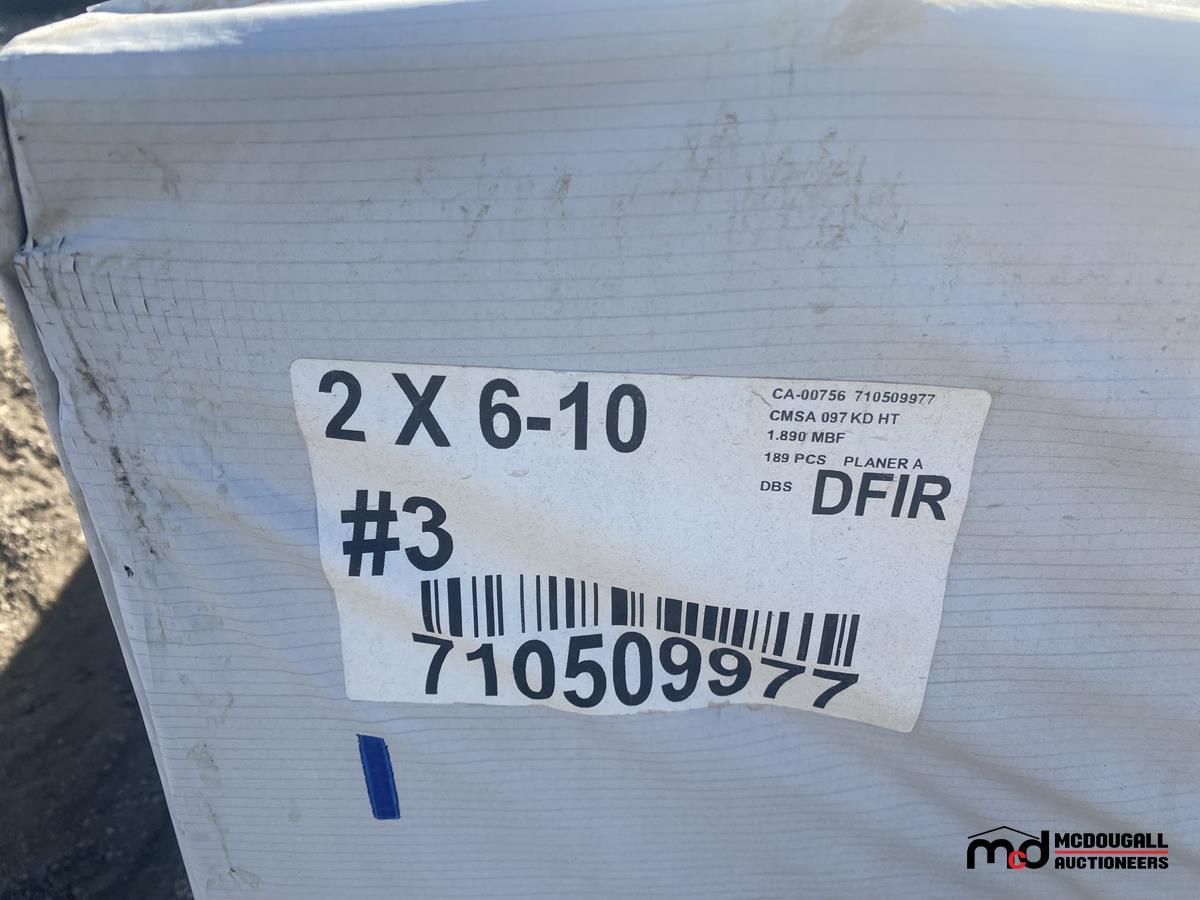 2 X 6-10
CA-00756 710509977
CMSA 097 KD HT
1.890 MBF
189 PCS PLANER A
DBS DFIR
#3
710509977
mcd MCDOUGALL
AUCTIONEERS